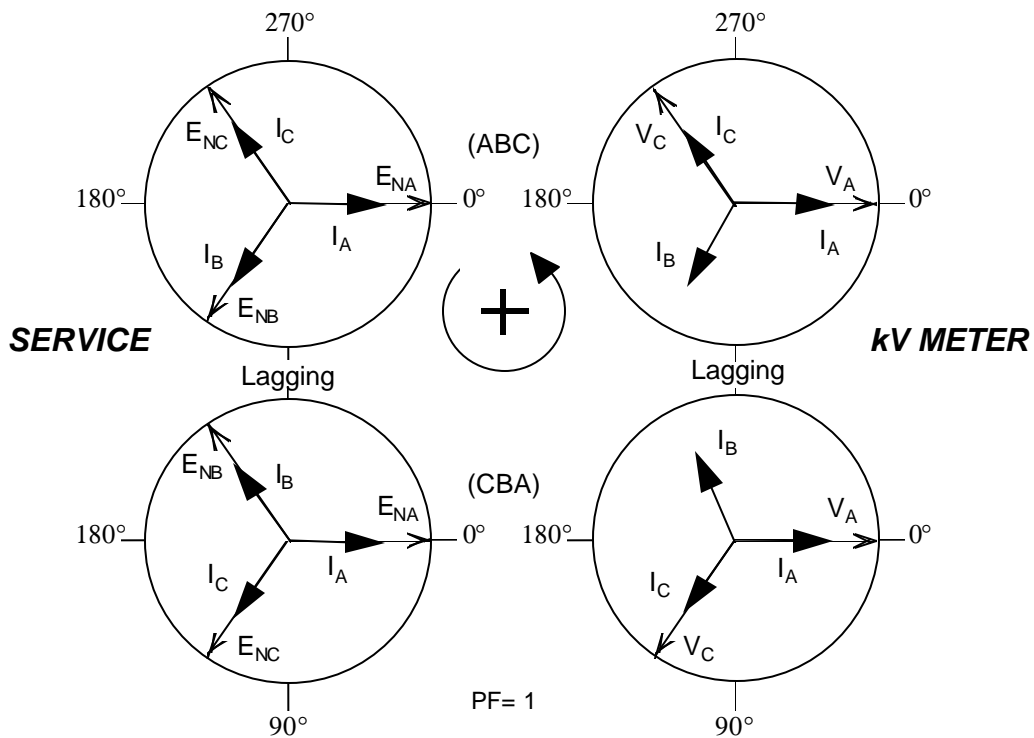 270° 270°
E_NC I_C (ABC) V_C I_C
E_NA V_A
180° 0° 180° 0°
I_B I_A I_B I_A
E_NB
SERVICE + kV METER
Lagging Lagging
I_B
E_NB I_B (CBA)
E_NA V_A
180° 0° 180° 0°
I_C I_A I_C I_A
E_NC V_C
PF= 1
90° 90°